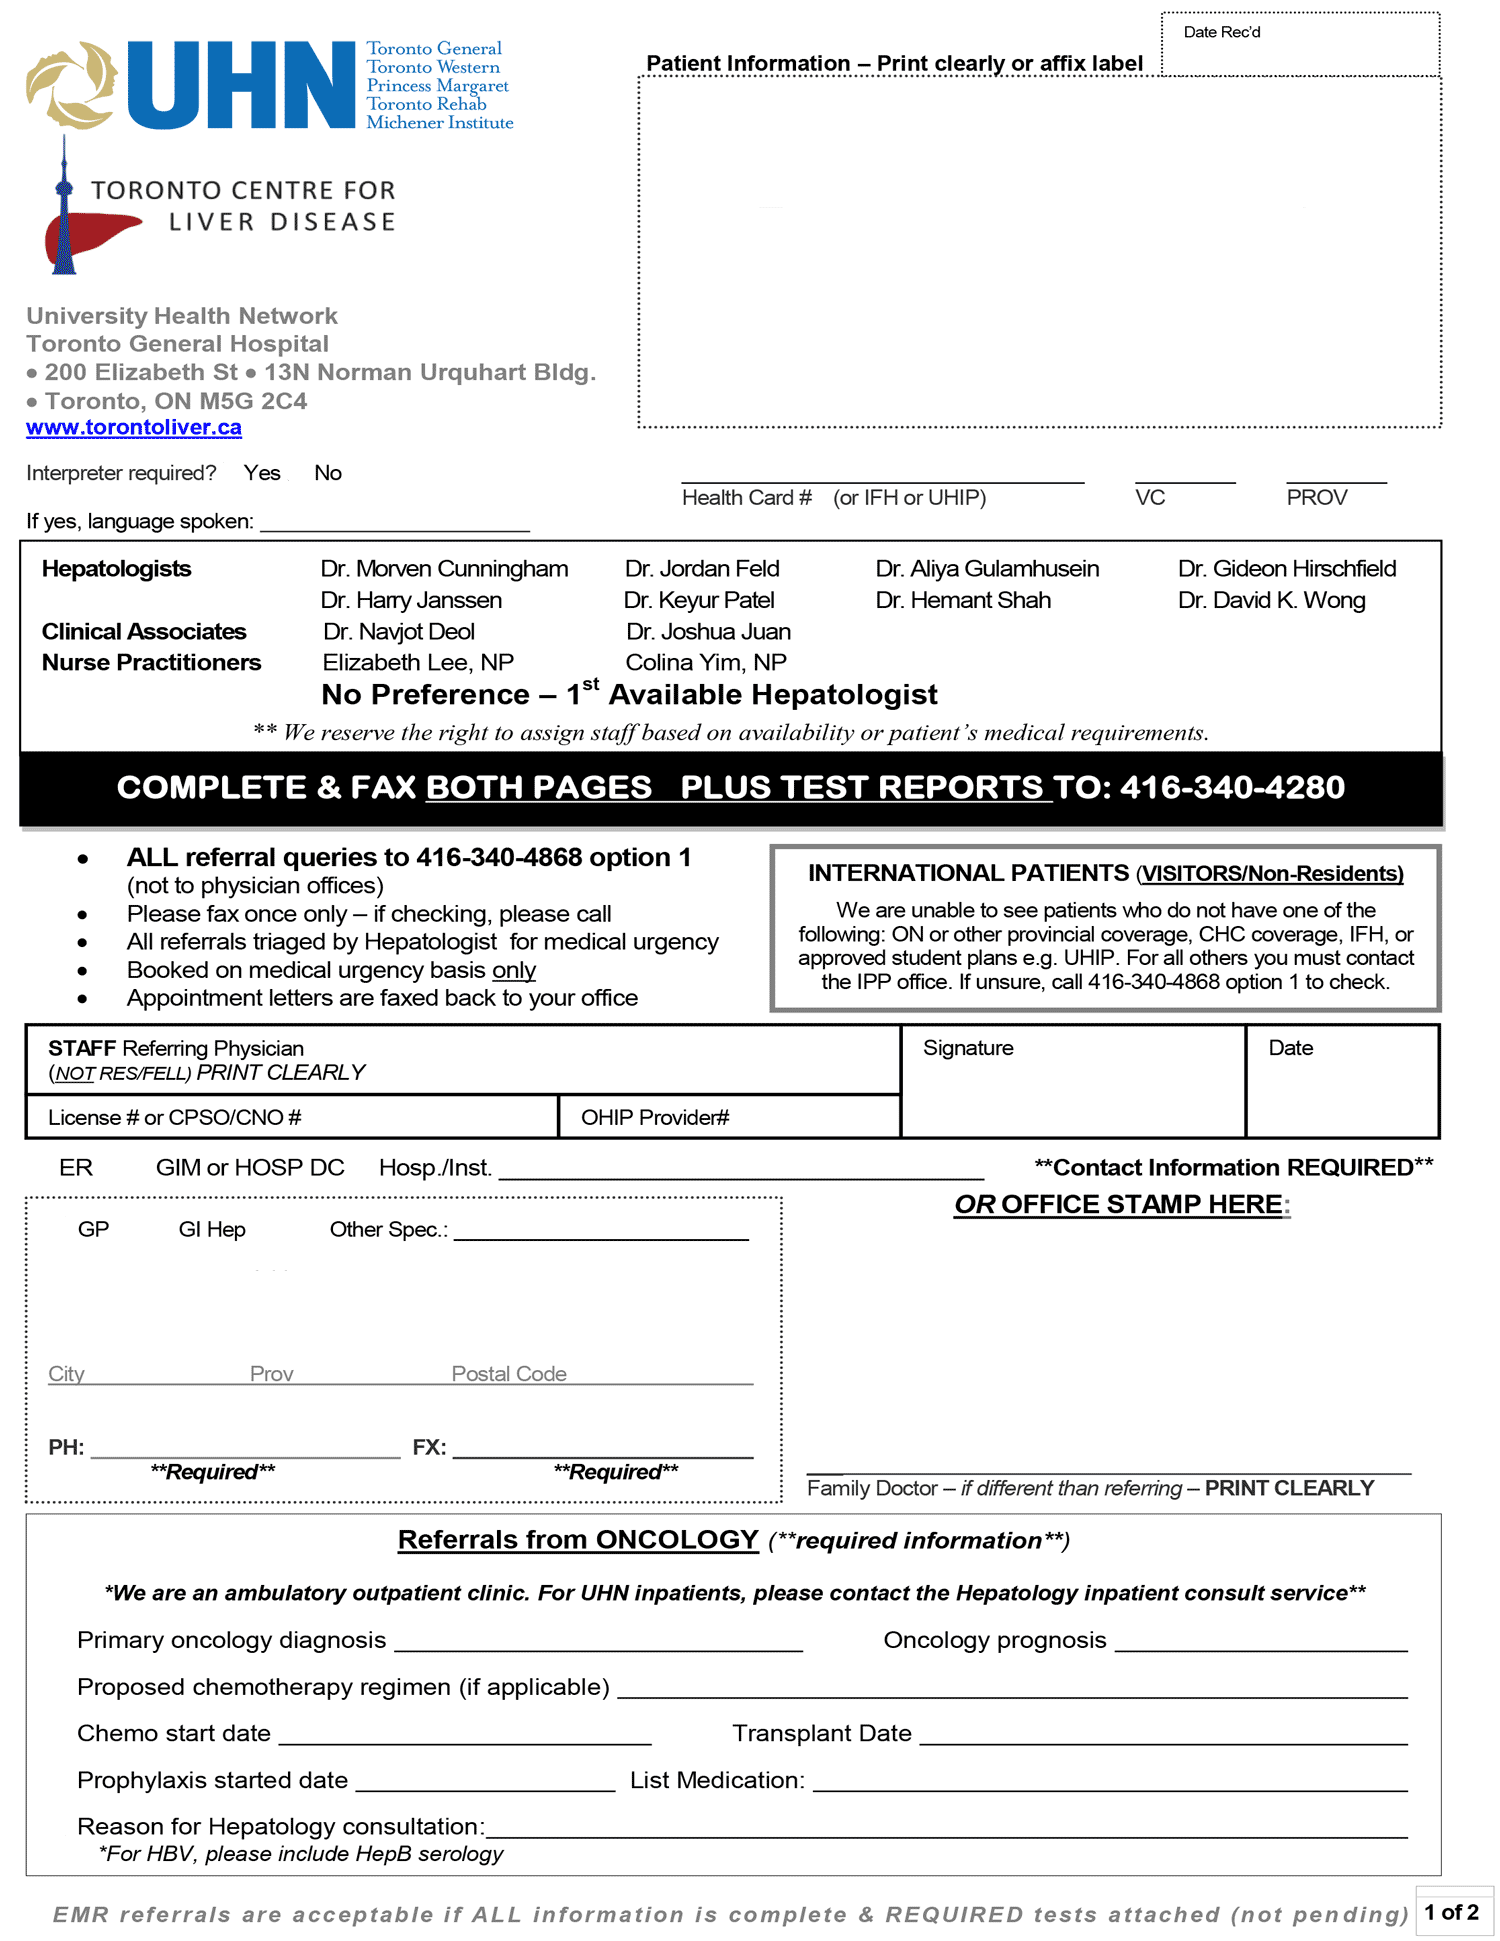 UHN
Toronto General
Toronto Western
Princess Margaret
Toronto Rehab
Michener Institute
TORONTO CENTRE FOR
LIVER DISEASE
Date Rec'd
Patient Information – Print clearly or affix label
University Health Network
Toronto General Hospital
● 200 Elizabeth St ● 13N Norman Urquhart Bldg.
● Toronto, ON M5G 2C4
www.torontoliver.ca
Interpreter required? Yes No
Health Card # (or IFH or UHIP) VC PROV
If yes, language spoken: ____________________
Hepatologists Dr. Morven Cunningham Dr. Jordan Feld Dr. Aliya Gulamhusein Dr. Gideon Hirschfield
Dr. Harry Janssen Dr. Keyur Patel Dr. Hemant Shah Dr. David K. Wong
Clinical Associates Dr. Navjot Deol Dr. Joshua Juan
Nurse Practitioners Elizabeth Lee, NP Colina Yim, NP
No Preference – 1st Available Hepatologist
** We reserve the right to assign staff based on availability or patient's medical requirements.
COMPLETE & FAX BOTH PAGES PLUS TEST REPORTS TO: 416-340-4280
● ALL referral queries to 416-340-4868 option 1
(not to physician offices)
● Please fax once only – if checking, please call
● All referrals triaged by Hepatologist for medical urgency
● Booked on medical urgency basis only
● Appointment letters are faxed back to your office
INTERNATIONAL PATIENTS (VISITORS/Non-Residents)
We are unable to see patients who do not have one of the
following: ON or other provincial coverage, CHC coverage, IFH, or
approved student plans e.g. UHIP. For all others you must contact
the IPP office. If unsure, call 416-340-4868 option 1 to check.
STAFF Referring Physician
(NOT RES/FELL) PRINT CLEARLY
Signature
Date
License # or CPSO/CNO #
OHIP Provider#
ER GIM or HOSP DC Hosp./Inst. ____________________
**Contact Information REQUIRED**
OR OFFICE STAMP HERE:
GP GI Hep Other Spec.: ____________________
City Prov Postal Code
PH: ____________________ FX: ____________________
**Required** **Required**
Family Doctor – if different than referring – PRINT CLEARLY
Referrals from ONCOLOGY (**required information**)
*We are an ambulatory outpatient clinic. For UHN inpatients, please contact the Hepatology inpatient consult service**
Primary oncology diagnosis ____________________ Oncology prognosis ____________________
Proposed chemotherapy regimen (if applicable) ____________________
Chemo start date ____________________ Transplant Date ____________________
Prophylaxis started date ____________________ List Medication: ____________________
Reason for Hepatology consultation:____________________
*For HBV, please include HepB serology
EMR referrals are acceptable if ALL information is complete & REQUIRED tests attached (not pending)
1 of 2